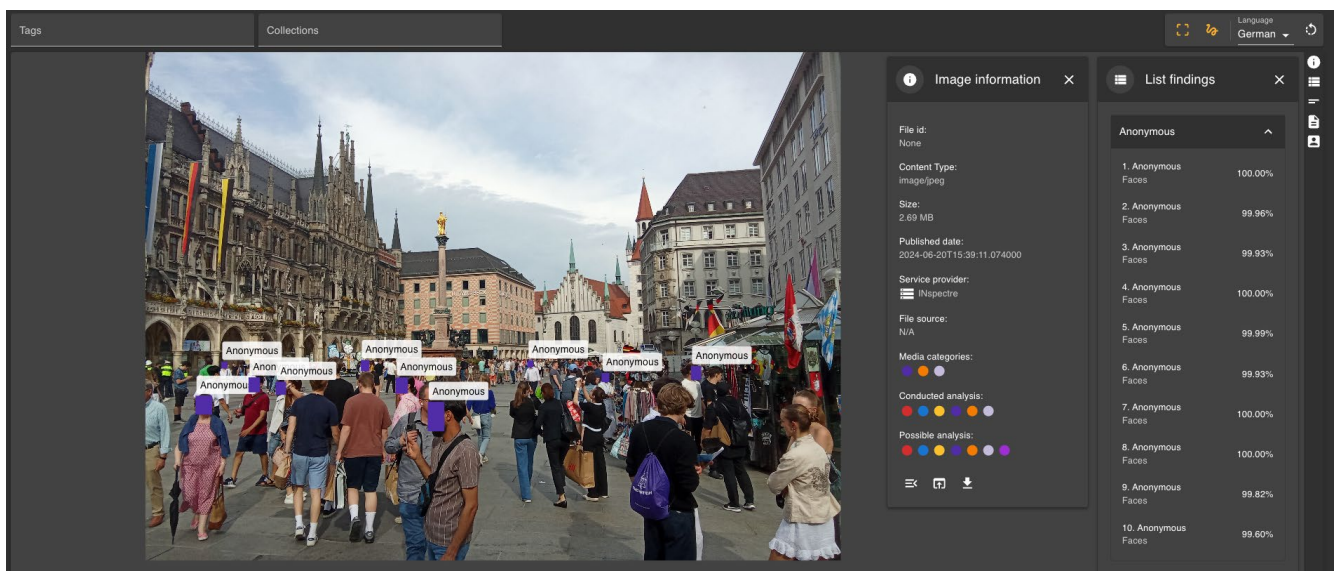 Tags
Collections
Language
German
Image information
File id:
None
Content Type:
image/jpeg
Size:
2.69 MB
Published date:
2024-06-20T15:39:11.074000
Service provider:
INspectre
File source:
N/A
Media categories:
Conducted analysis:
Possible analysis:
List findings
Anonymous
1. Anonymous
Faces
100.00%
2. Anonymous
Faces
99.96%
3. Anonymous
Faces
99.93%
4. Anonymous
Faces
100.00%
5. Anonymous
Faces
99.99%
6. Anonymous
Faces
99.93%
7. Anonymous
Faces
100.00%
8. Anonymous
Faces
100.00%
9. Anonymous
Faces
99.82%
10. Anonymous
Faces
99.60%
Anonymous
Anonymous
Anonymous
Anonymous
Anon
Anonymous
Anonymous
Anonymous
Anonymou
Anonymous